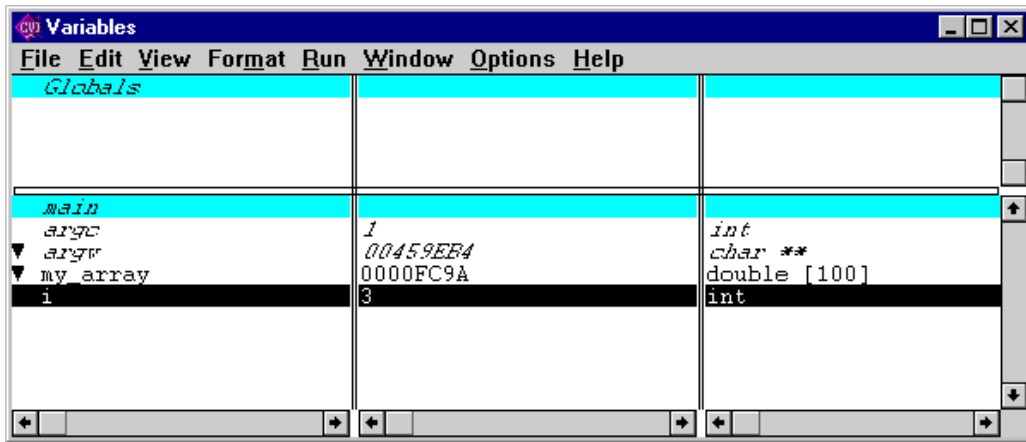 CVI Variables
File Edit View Format Run Window Options Help
Globals
main
argc 1 int
argv 00459EB4 char **
my_array 0000FC9A double [100]
i 3 int